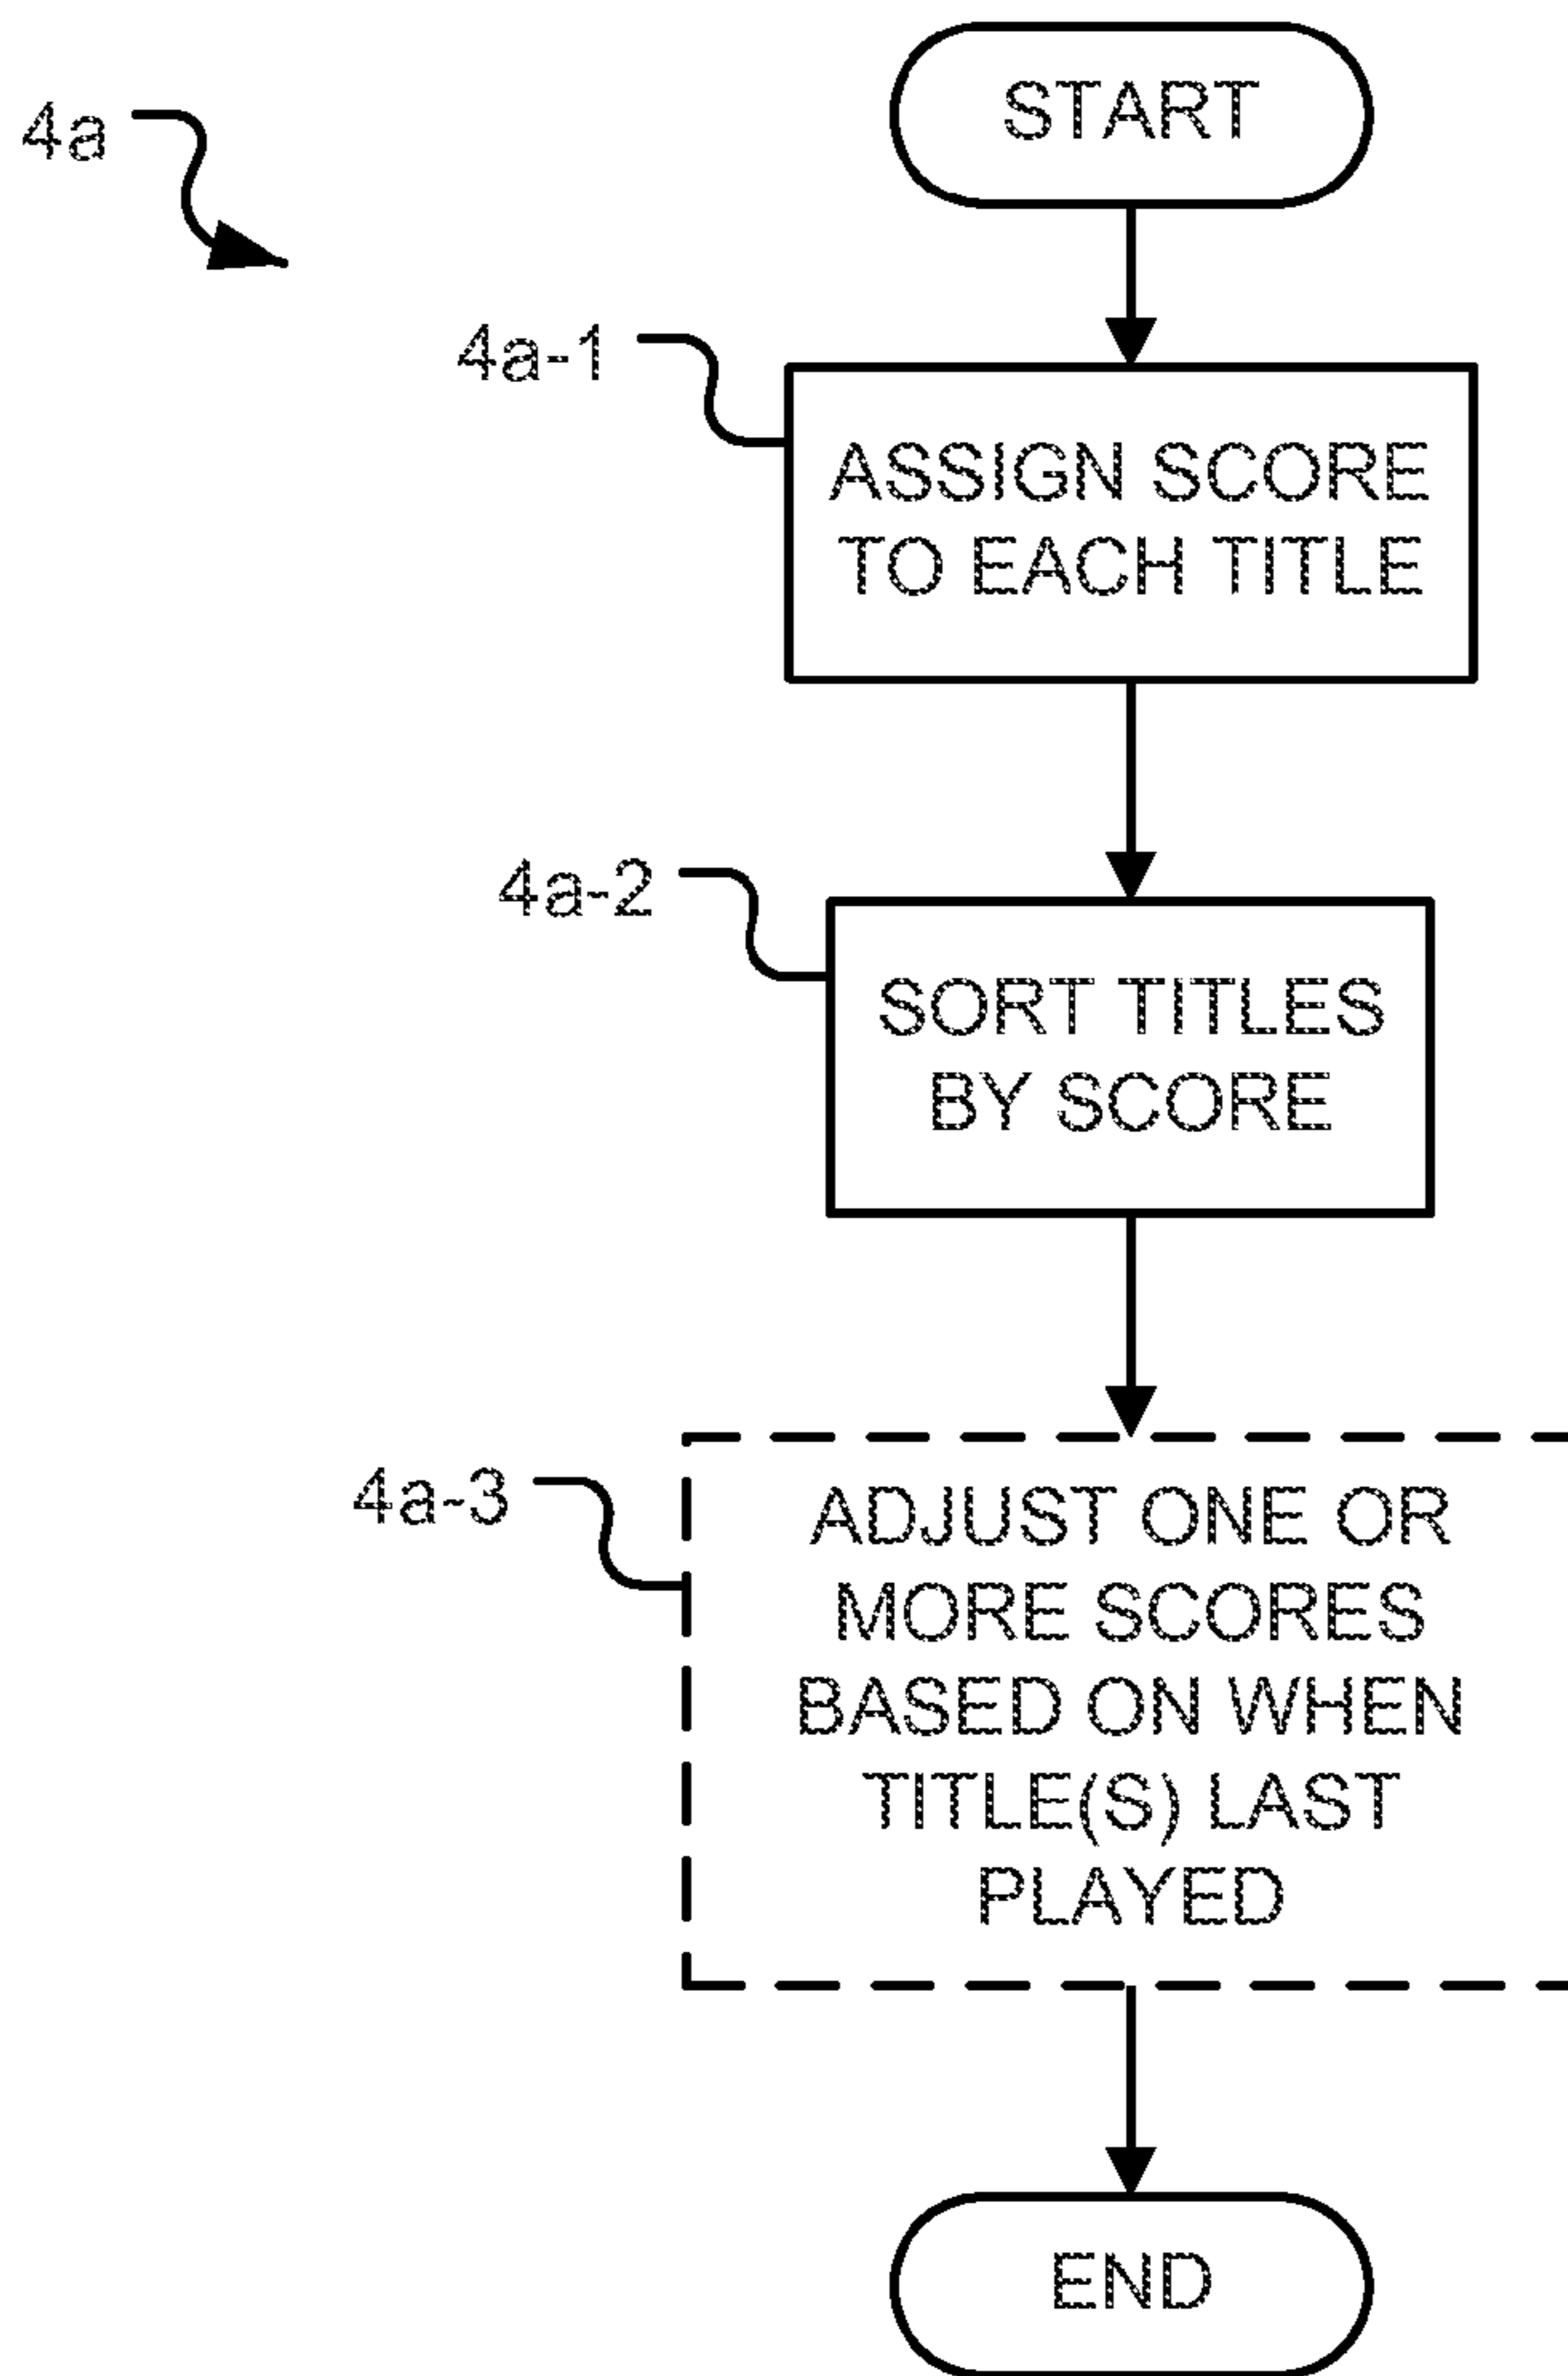 START
4a
4a-1
ASSIGN SCORE
TO EACH TITLE
4a-2
SORT TITLES
BY SCORE
4a-3
ADJUST ONE OR
MORE SCORES
BASED ON WHEN
TITLE(S) LAST
PLAYED
END